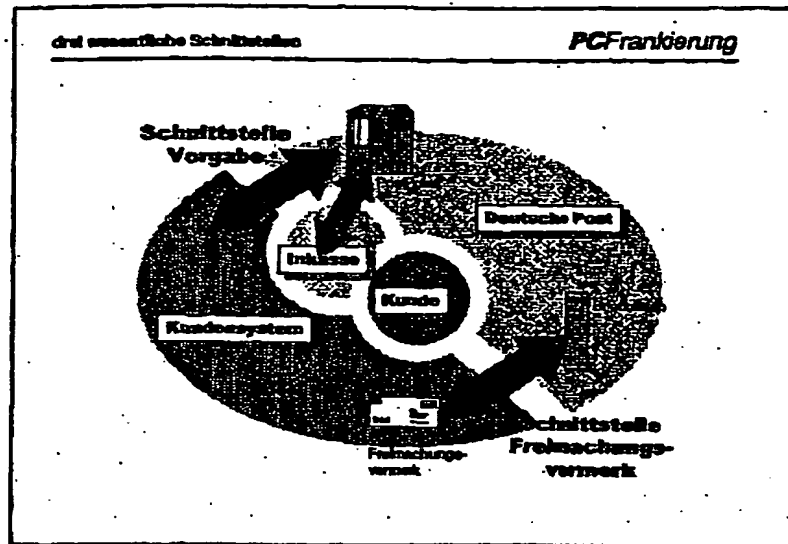 drei wesentliche Schnittstellen
PCFrankierung
Schnittstelle
Vorgabe
Deutsche Post
Inkasso
Kunde
Kundensystem
Schnittstelle
Freimachungs-
vermerk
Freimachungs-
vermerk